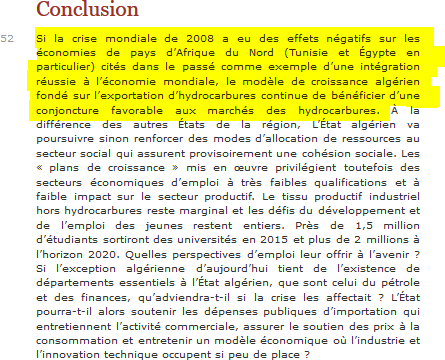 Conclusion
52 Si la crise mondiale de 2008 a eu des effets négatifs sur les
économies de pays d'Afrique du Nord (Tunisie et Égypte en
particulier) cités dans le passé comme exemple d'une intégration
réussie à l'économie mondiale, le modèle de croissance algérien
fondé sur l'exportation d'hydrocarbures continue de bénéficier d'une
conjoncture favorable aux marchés des hydrocarbures. À la
différence des autres États de la région, L'État algérien va
poursuivre sinon renforcer des modes d'allocation de ressources au
secteur social qui assurent provisoirement une cohésion sociale. Les
« plans de croissance » mis en œuvre privilégient toutefois des
secteurs économiques d'emploi à très faibles qualifications et à
faible impact sur le secteur productif. Le tissu productif industriel
hors hydrocarbures reste marginal et les défis du développement et
de l'emploi des jeunes restent entiers. Près de 1,5 million
d'étudiants sortiront des universités en 2015 et plus de 2 millions à
l'horizon 2020. Quelles perspectives d'emploi leur offrir à l'avenir ?
Si l'exception algérienne d'aujourd'hui tient de l'existence de
départements essentiels à l'État algérien, que sont celui du pétrole
et des finances, qu'adviendra-t-il si la crise les affectait ? L'État
pourra-t-il alors soutenir les dépenses publiques d'importation qui
entretiennent l'activité commerciale, assurer le soutien des prix à la
consommation et entretenir un modèle économique où l'industrie et
l'innovation technique occupent si peu de place ?